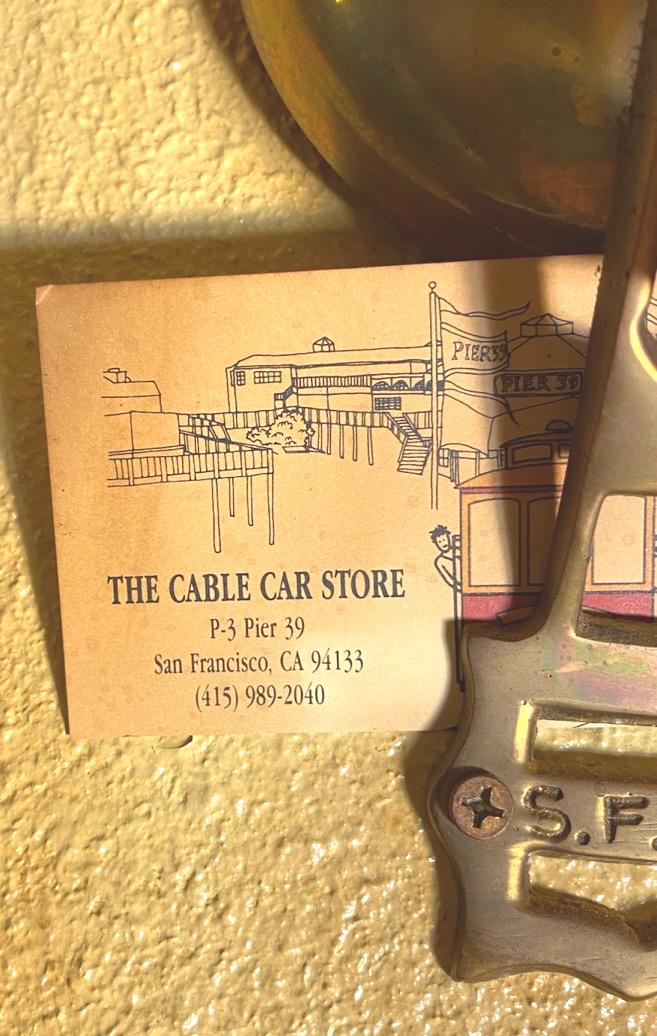 PIER 39
PIER 39
THE CABLE CAR STORE
P-3 Pier 39
San Francisco, CA 94133
(415) 989-2040
S.F.